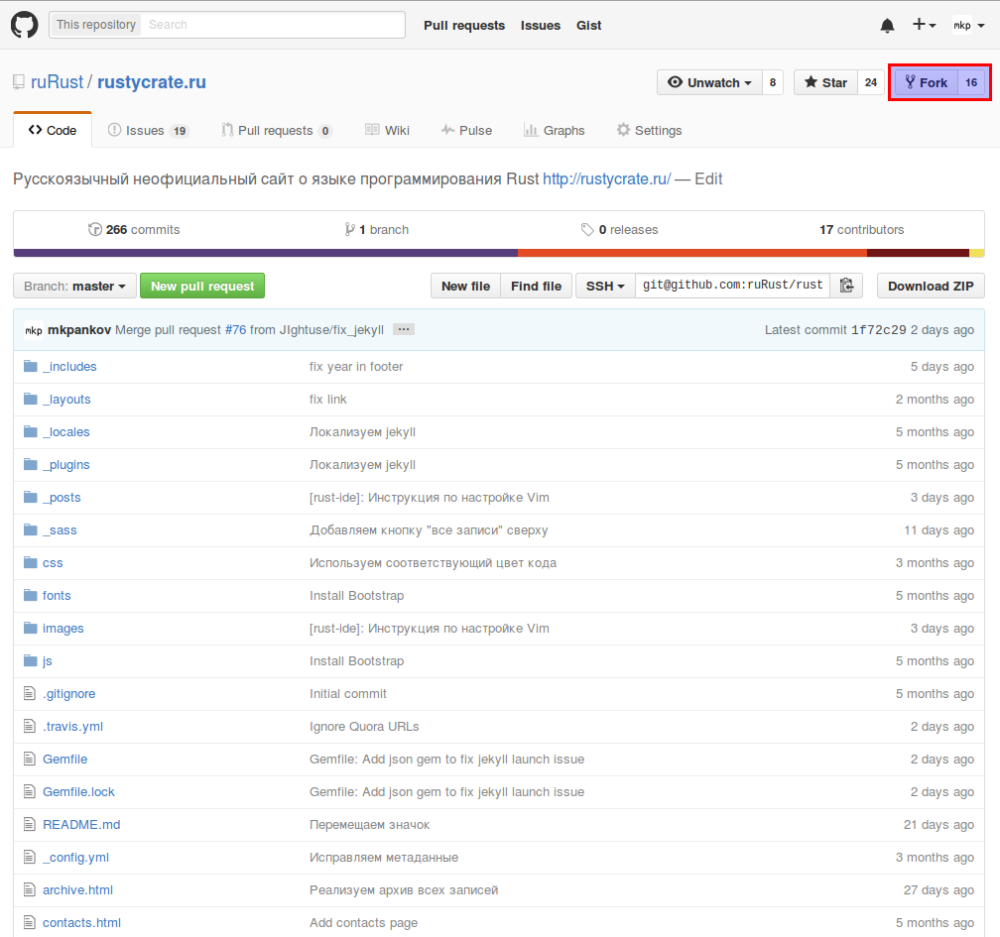 This repository Search Pull requests Issues Gist mkp
ruRust / rustycrate.ru Unwatch 8 Star 24 Fork 16
Code Issues 19 Pull requests 0 Wiki Pulse Graphs Settings
Русскоязычный неофициальный сайт о языке программирования Rust http://rustycrate.ru/ — Edit
266 commits 1 branch 0 releases 17 contributors
Branch: master New pull request New file Find file SSH git@github.com:ruRust/rust Download ZIP
mkp mkpankov Merge pull request #76 from JIghtuse/fix_jekyll ... Latest commit 1f72c29 2 days ago
_includes fix year in footer 5 days ago
_layouts fix link 2 months ago
_locales Локализуем jekyll 5 months ago
_plugins Локализуем jekyll 5 months ago
_posts [rust-ide]: Инструкция по настройке Vim 3 days ago
_sass Добавляем кнопку "все записи" сверху 11 days ago
css Используем соответствующий цвет кода 3 months ago
fonts Install Bootstrap 5 months ago
images [rust-ide]: Инструкция по настройке Vim 3 days ago
js Install Bootstrap 5 months ago
.gitignore Initial commit 5 months ago
.travis.yml Ignore Quora URLs 2 days ago
Gemfile Gemfile: Add json gem to fix jekyll launch issue 2 days ago
Gemfile.lock Gemfile: Add json gem to fix jekyll launch issue 2 days ago
README.md Перемещаем значок 21 days ago
_config.yml Исправляем метаданные 3 months ago
archive.html Реализуем архив всех записей 27 days ago
contacts.html Add contacts page 5 months ago